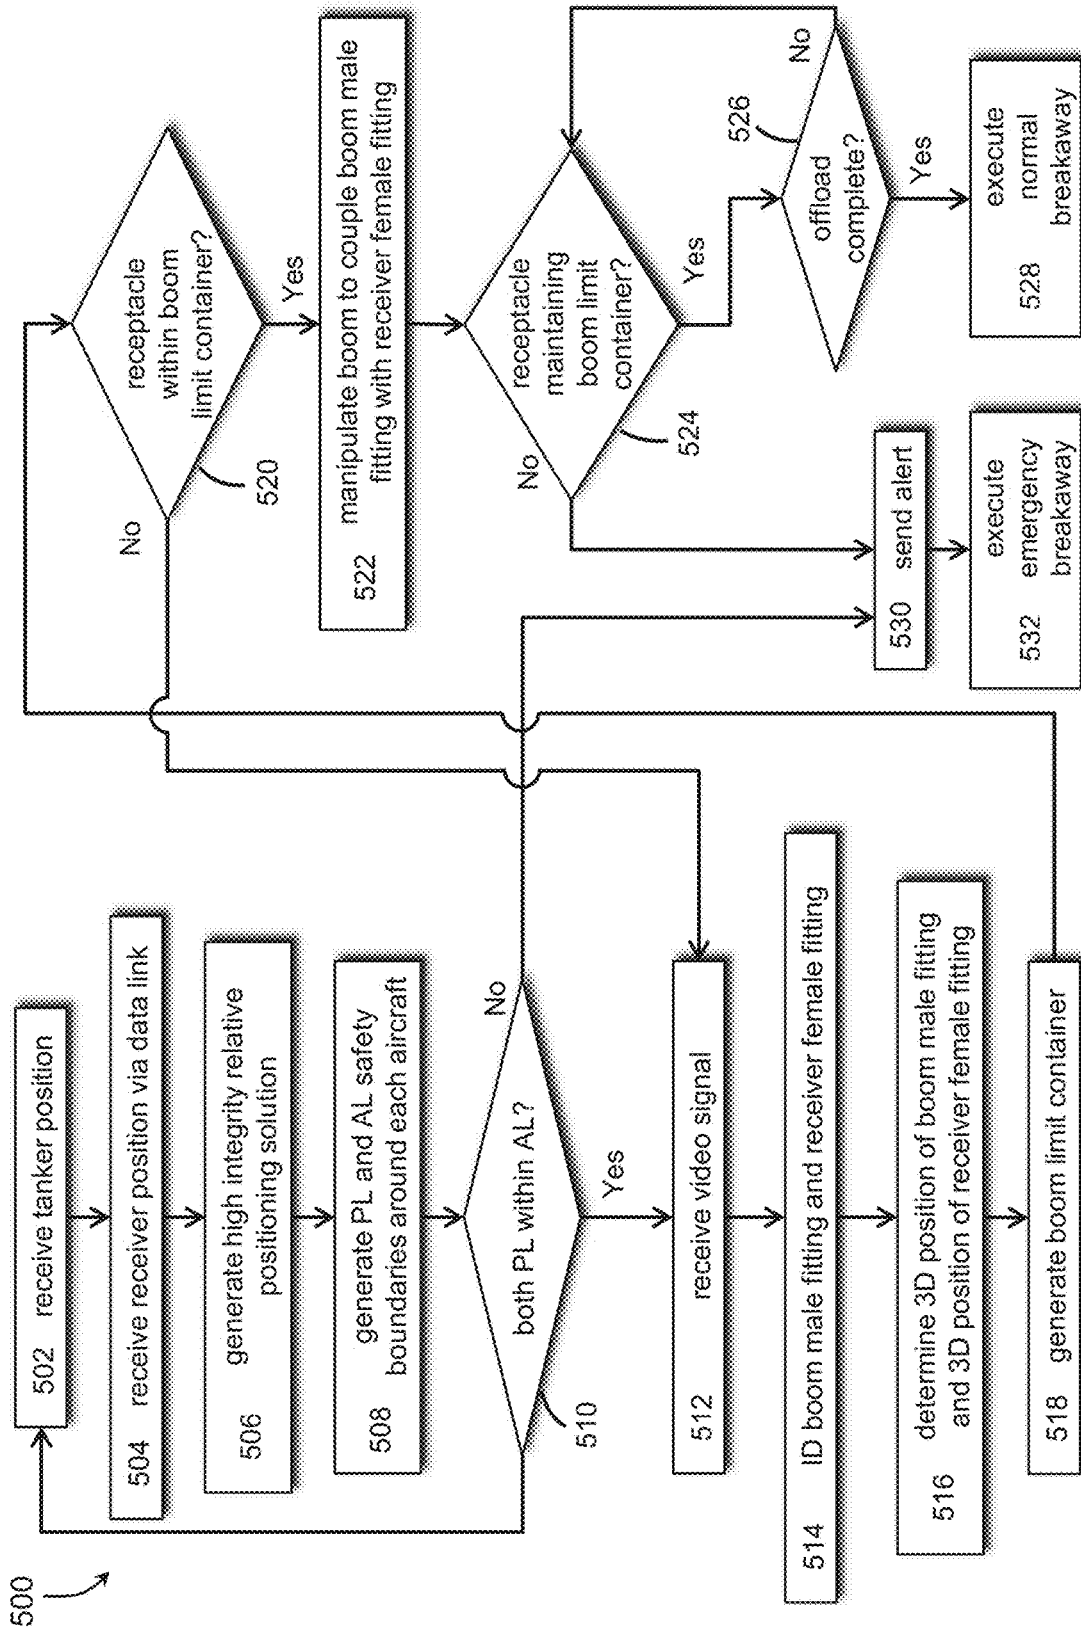 500
502 receive tanker position
504 receive receiver position via data link
506 generate high integrity relative
positioning solution
508 generate PL and AL safety
boundaries around each aircraft
both PL within AL?
510
No
Yes
512 receive video signal
514 ID boom male fitting and receiver female fitting
516 determine 3D position of boom male fitting
and 3D position of receiver female fitting
518 generate boom limit container
receptacle
within boom
limit container?
520
No
Yes
522 manipulate boom to couple boom male
fitting with receiver female fitting
receptacle
maintaining
boom limit
container?
524
No
Yes
offload
complete?
526
No
Yes
528 execute
normal
breakaway
530 send alert
532 execute
emergency
breakaway